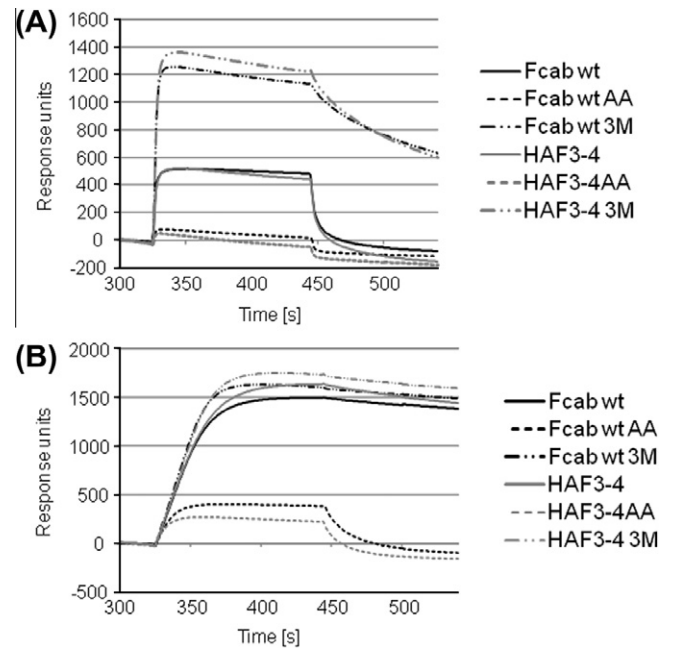 (A)
1600
1400
1200
1000
800
600
400
200
0
-200
Response units
300
350
400
450
500
Time [s]
Fcab wt
Fcab wt AA
Fcab wt 3M
HAF3-4
HAF3-4AA
HAF3-4 3M
(B)
2000
1500
1000
500
0
-500
Response units
300
350
400
450
500
Time [s]
Fcab wt
Fcab wt AA
Fcab wt 3M
HAF3-4
HAF3-4AA
HAF3-4 3M